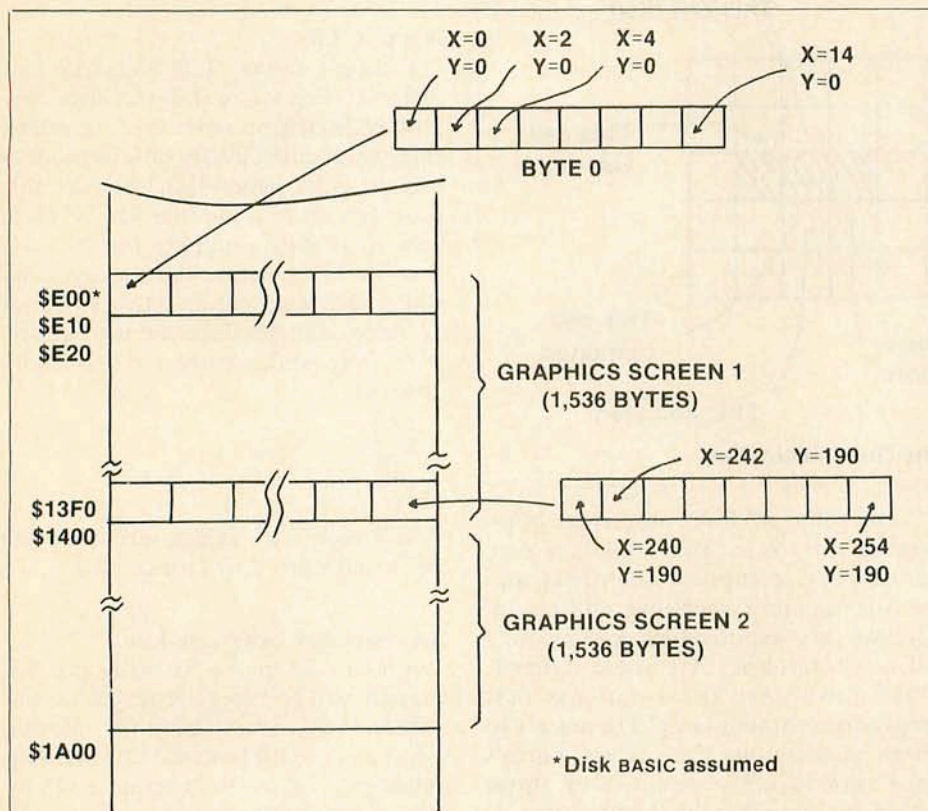 X=0 X=2 X=4
Y=0 Y=0 Y=0
X=14
Y=0
BYTE 0
$E00*
$E10
$E20
GRAPHICS SCREEN 1
(1,536 BYTES)
X=242 Y=190
$13F0
$1400
X=240 X=254
Y=190 Y=190
GRAPHICS SCREEN 2
(1,536 BYTES)
$1A00
*Disk BASIC assumed